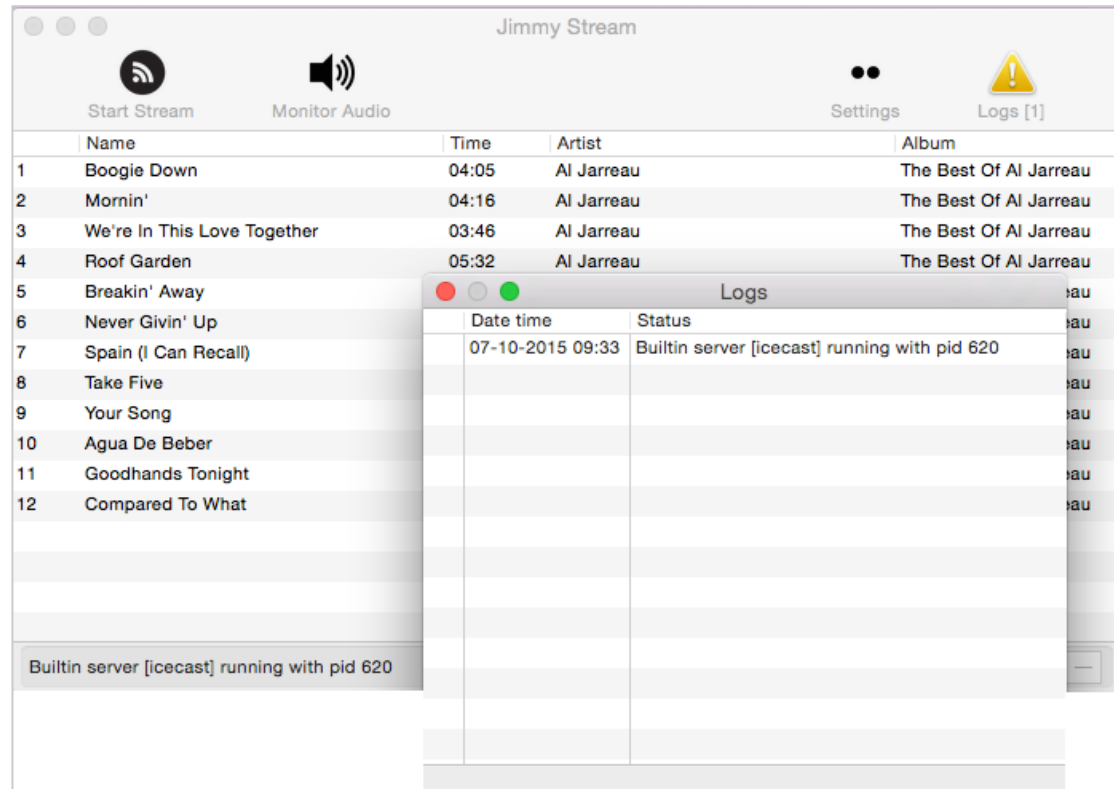 Jimmy Stream
Start Stream Monitor Audio Settings Logs [1]
Name Time Artist Album
1 Boogie Down 04:05 Al Jarreau The Best Of Al Jarreau
2 Mornin' 04:16 Al Jarreau The Best Of Al Jarreau
3 We're In This Love Together 03:46 Al Jarreau The Best Of Al Jarreau
4 Roof Garden 05:32 Al Jarreau The Best Of Al Jarreau
5 Breakin' Away
6 Never Givin' Up
7 Spain (I Can Recall)
8 Take Five
9 Your Song
10 Agua De Beber
11 Goodhands Tonight
12 Compared To What
Builtin server [icecast] running with pid 620
Logs
Date time Status
07-10-2015 09:33 Builtin server [icecast] running with pid 620